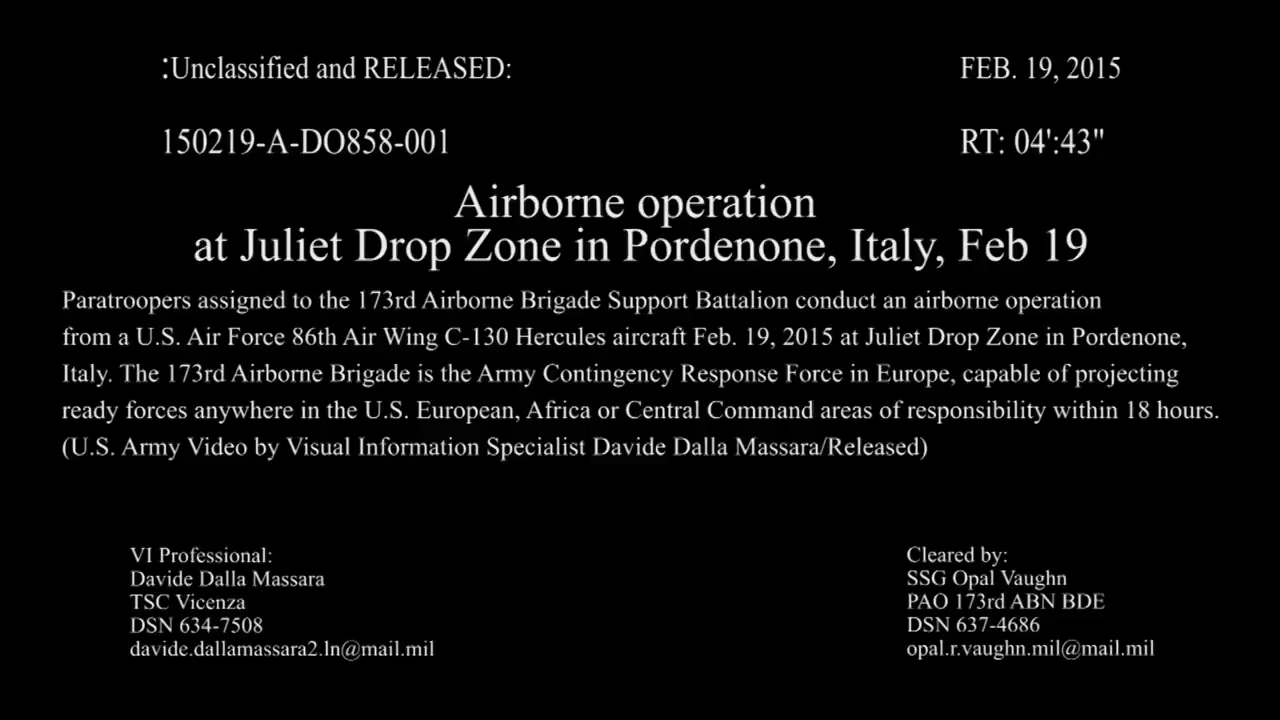 :Unclassified and RELEASED:
FEB. 19, 2015
150219-A-DO858-001
RT: 04':43"
Airborne operation
at Juliet Drop Zone in Pordenone, Italy, Feb 19
Paratroopers assigned to the 173rd Airborne Brigade Support Battalion conduct an airborne operation
from a U.S. Air Force 86th Air Wing C-130 Hercules aircraft Feb. 19, 2015 at Juliet Drop Zone in Pordenone,
Italy. The 173rd Airborne Brigade is the Army Contingency Response Force in Europe, capable of projecting
ready forces anywhere in the U.S. European, Africa or Central Command areas of responsibility within 18 hours.
(U.S. Army Video by Visual Information Specialist Davide Dalla Massara/Released)
VI Professional:
Davide Dalla Massara
TSC Vicenza
DSN 634-7508
davide.dallamassara2.ln@mail.mil
Cleared by:
SSG Opal Vaughn
PAO 173rd ABN BDE
DSN 637-4686
opal.r.vaughn.mil@mail.mil